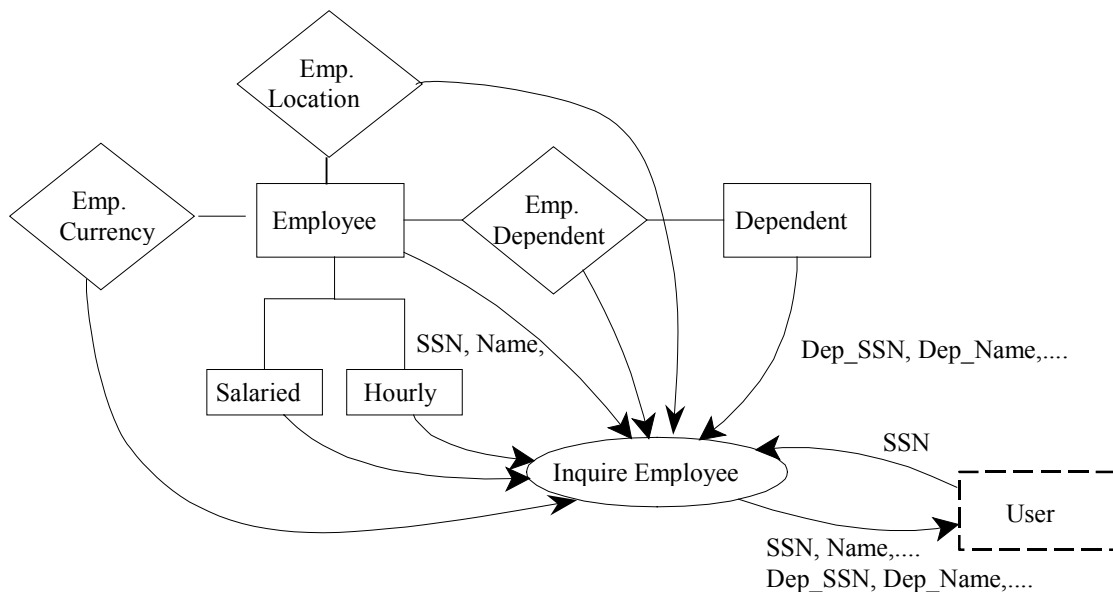 Emp.
Location
Emp.
Currency
Employee
Emp.
Dependent
Dependent
SSN, Name,
Dep_SSN, Dep_Name,....
Salaried
Hourly
SSN
Inquire Employee
User
SSN, Name,....
Dep_SSN, Dep_Name,....